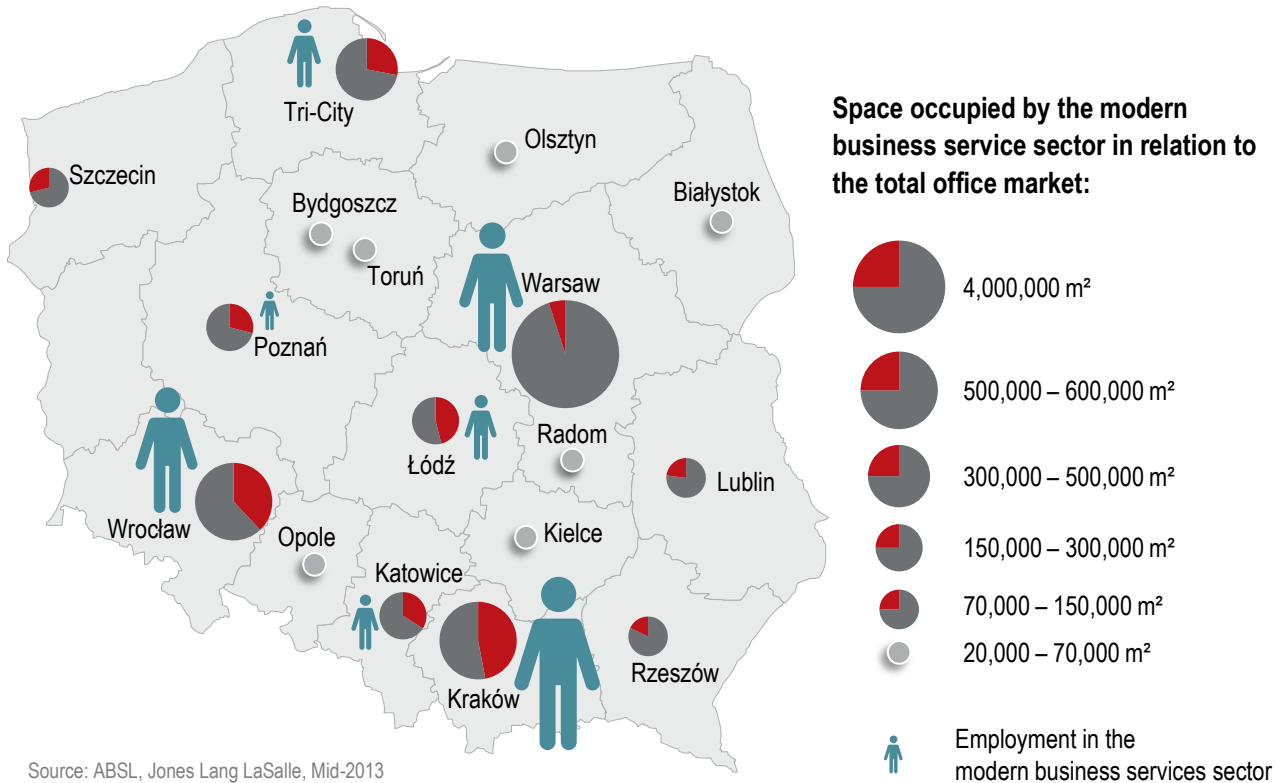 Tri-City
Olsztyn
Szczecin
Białystok
Bydgoszcz
Toruń
Warsaw
Poznań
Łódź
Radom
Lublin
Wrocław
Opole
Kielce
Katowice
Kraków
Rzeszów
Source: ABSL, Jones Lang LaSalle, Mid-2013
Space occupied by the modern
business service sector in relation to
the total office market:
4,000,000 m²
500,000 – 600,000 m²
300,000 – 500,000 m²
150,000 – 300,000 m²
70,000 – 150,000 m²
20,000 – 70,000 m²
Employment in the
modern business services sector